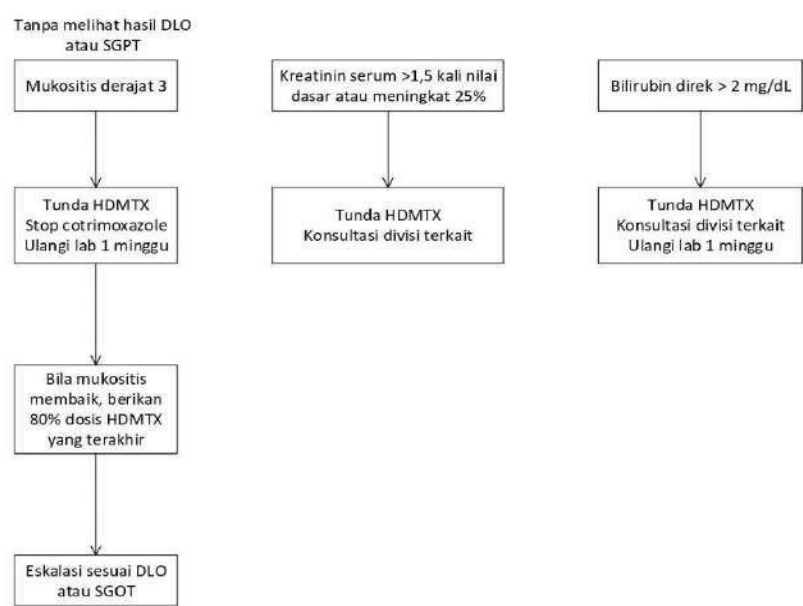 Tanpa melihat hasil DLO
atau SGPT
Mukositis derajat 3
Tunda HDMTX
Stop cotrimoxazole
Ulangi lab 1 minggu
Bila mukositis
membaik, berikan
80% dosis HDMTX
yang terakhir
Eskalasi sesuai DLO
atau SGOT
Kreatinin serum >1,5 kali nilai
dasar atau meningkat 25%
Tunda HDMTX
Konsultasi divisi terkait
Bilirubin direk > 2 mg/dL
Tunda HDMTX
Konsultasi divisi terkait
Ulangi lab 1 minggu